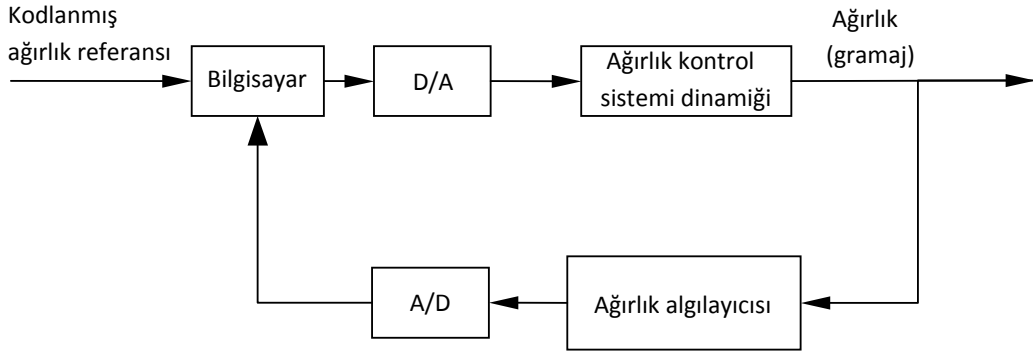 Kodlanmış
ağırlık referansı
Bilgisayar
D/A
Ağırlık kontrol
sistemi dinamiği
Ağırlık
(gramaj)
A/D
Ağırlık algılayıcısı